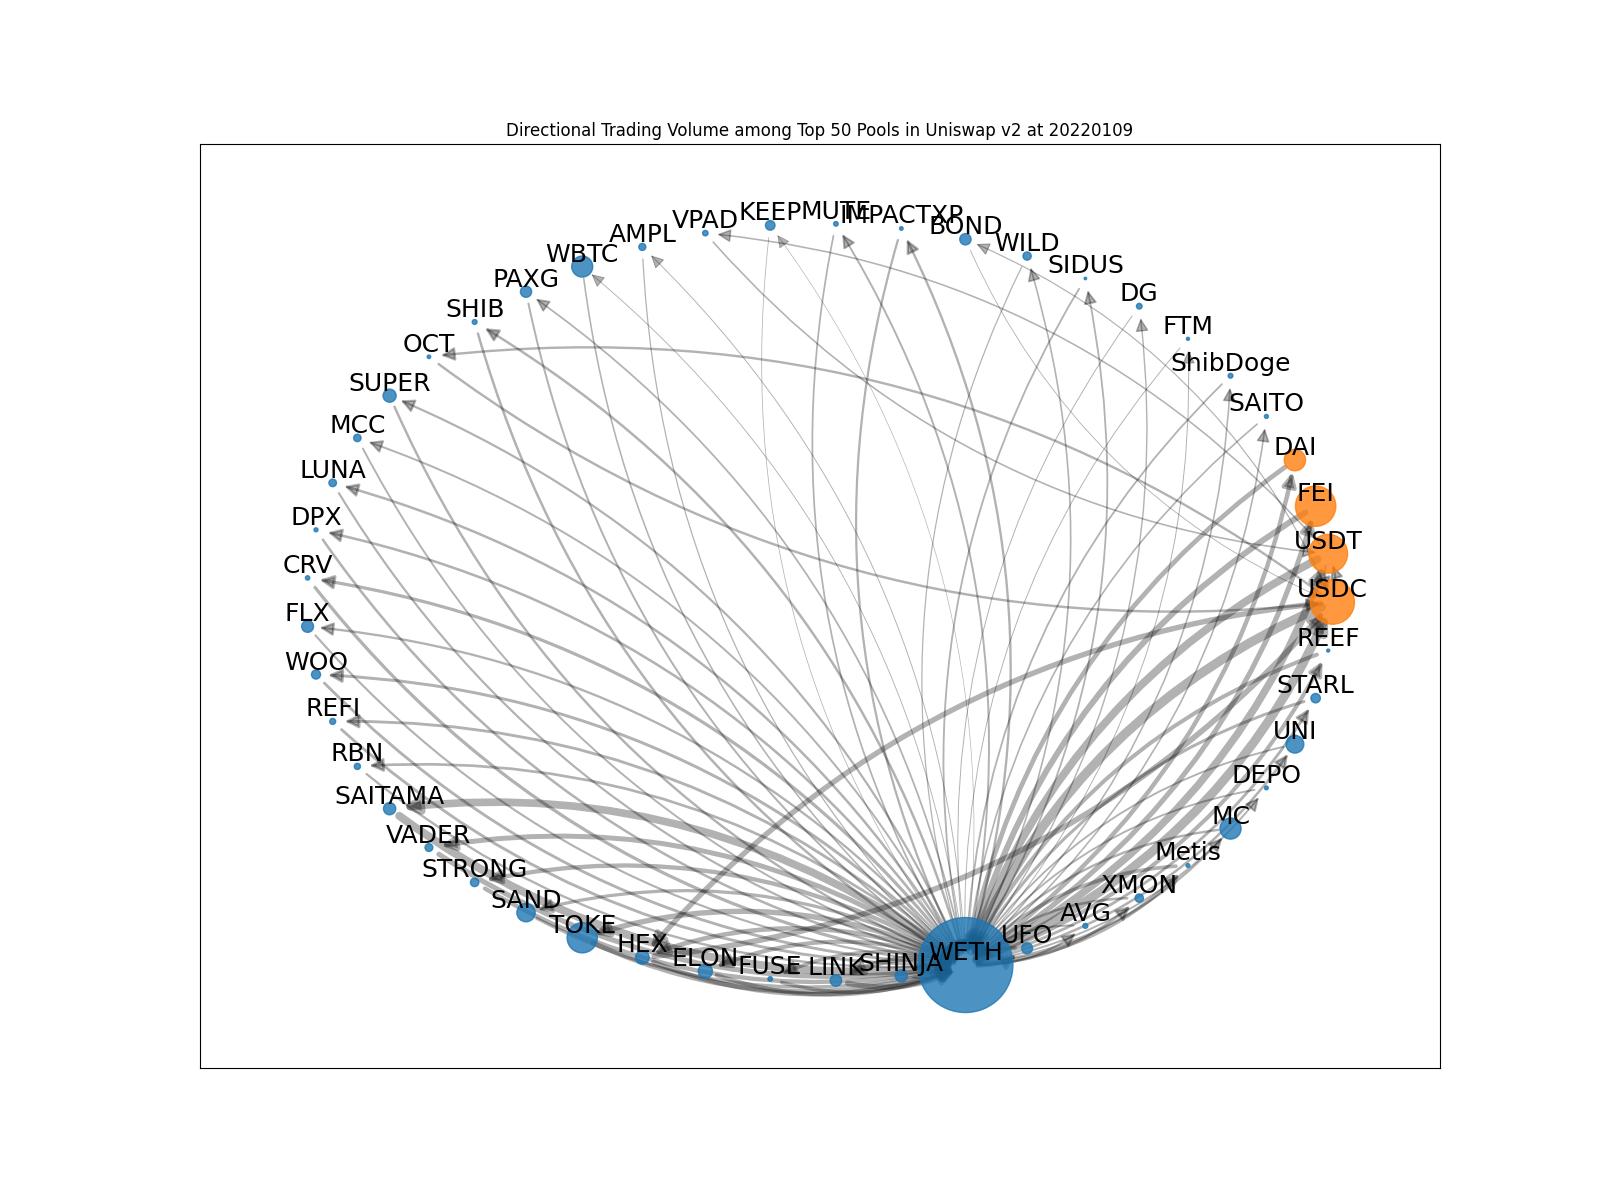 Directional Trading Volume among Top 50 Pools in Uniswap v2 at 20220109
KEEP
MUTE
IMPACTXP
VPAD
BOND
AMPL
WILD
WBTC
SIDUS
PAXG
DG
SHIB
FTM
OCT
ShibDoge
SUPER
SAITO
MCC
DAI
LUNA
FEI
DPX
USDT
CRV
USDC
FLX
REEF
WOO
STARL
REFI
UNI
RBN
DEPO
SAITAMA
MC
VADER
Metis
STRONG
XMON
SAND
AVG
TOKE
UFO
HEX
WETH
ELON
FUSE
LINK
SHINJA